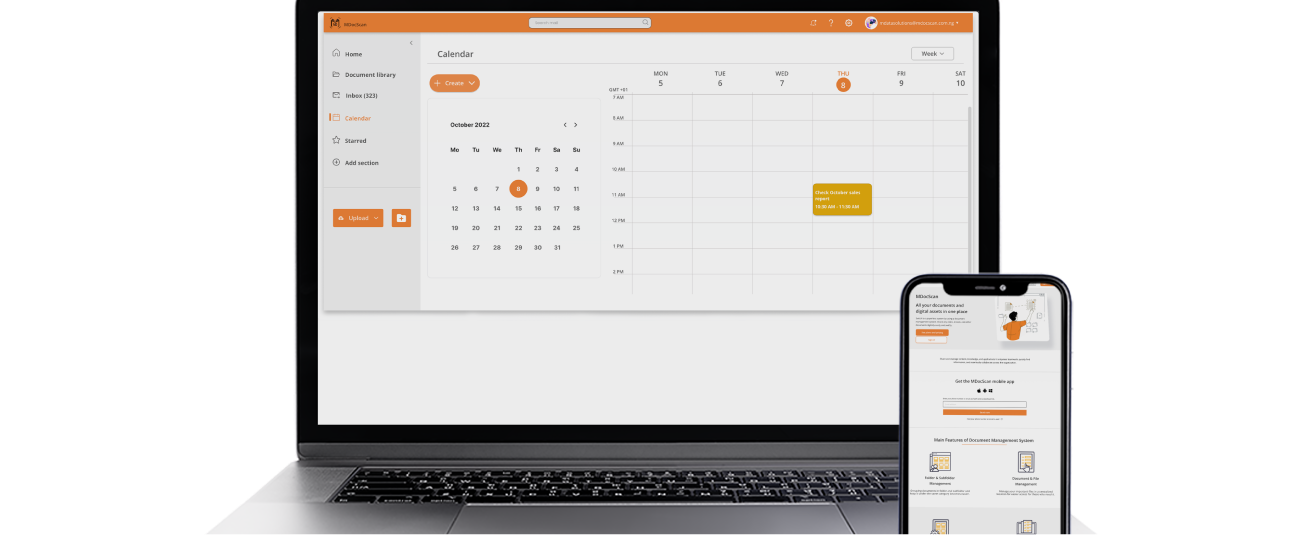 MDocScan
Search mail
?
Home
Document library
Inbox (323)
Calendar
Starred
Add section
Upload
Calendar
Week
+ Create
October 2022
Mo Tu We Th Fr Sa Su
1 2 3 4
5 6 7 8 9 10 11
12 13 14 15 16 17 18
19 20 21 22 23 24 25
26 27 28 29 30 31
MON TUE WED THU FRI SAT
5 6 7 8 9 10
GMT +01
7 AM
8 AM
9 AM
10 AM
11 AM
12 PM
1 PM
2 PM
Check October sales
report
10:30 AM - 11:30 AM
MDocScan
All your documents and
digital assets in one place
Get the MDocScan mobile app
Main Features of Document Management System
Folder & Subfolder
Management
Document & File
Management